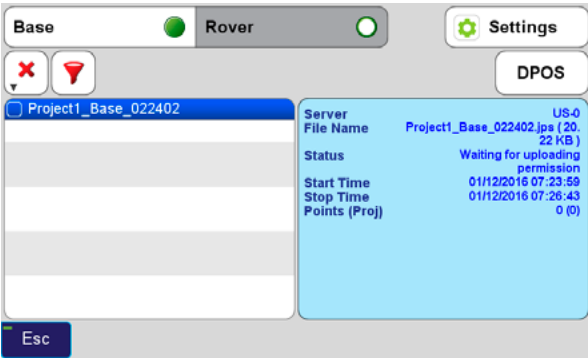 Base
Rover
Settings
DPOS
Project1_Base_022402
Server US-0
File Name Project1_Base_022402.jps ( 20.
22 KB )
Status Waiting for uploading
permission
Start Time 01/12/2016 07:23:59
Stop Time 01/12/2016 07:26:43
Points (Proj) 0 (0)
Esc